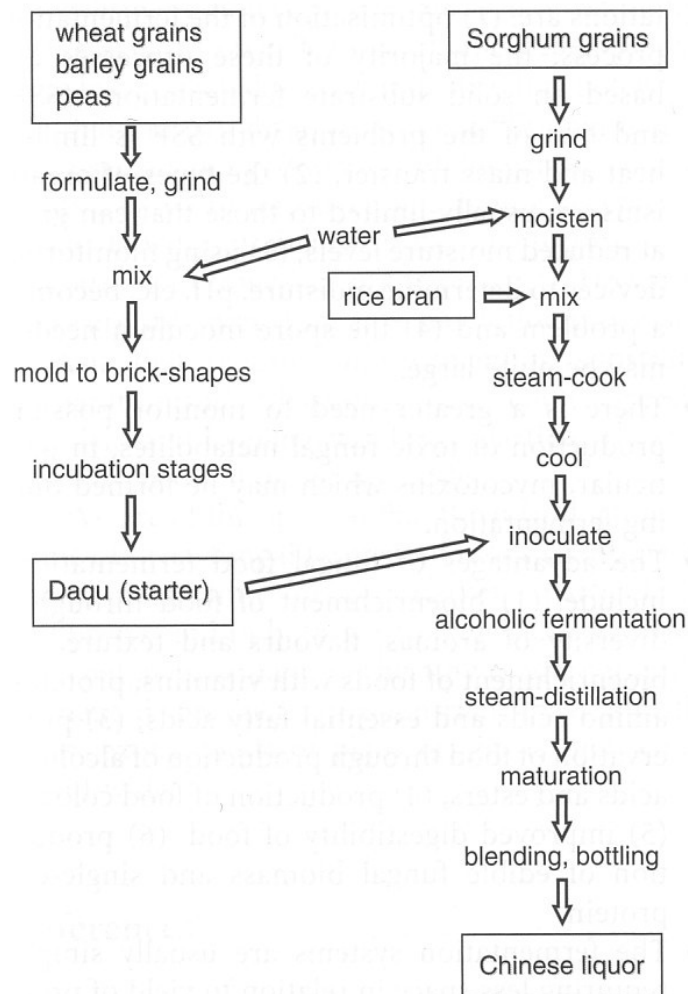 wheat grains
barley grains
peas
formulate, grind
mix
mold to brick-shapes
incubation stages
Daqu (starter)
water
rice bran
Sorghum grains
grind
moisten
mix
steam-cook
cool
inoculate
alcoholic fermentation
steam-distillation
maturation
blending, bottling
Chinese liquor